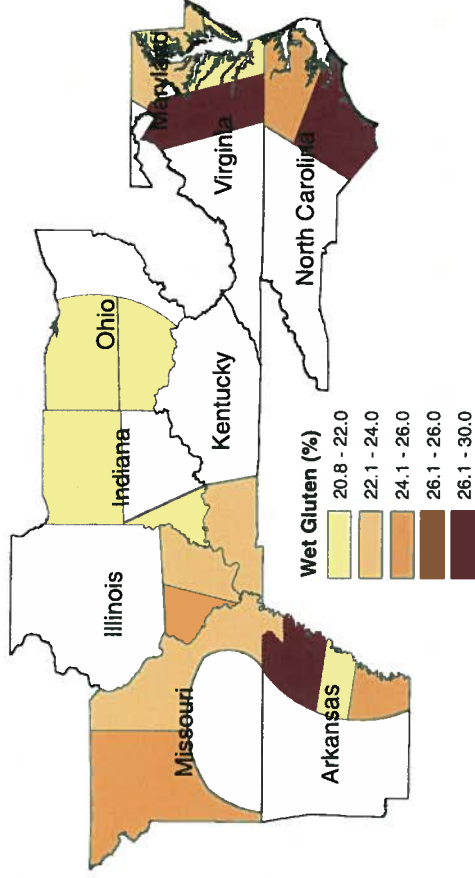 Maryland
Virginia
North Carolina
Ohio
Indiana
Kentucky
Illinois
Missouri
Arkansas
Wet Gluten (%)
20.8 - 22.0
22.1 - 24.0
24.1 - 26.0
26.1 - 26.0
26.1 - 30.0